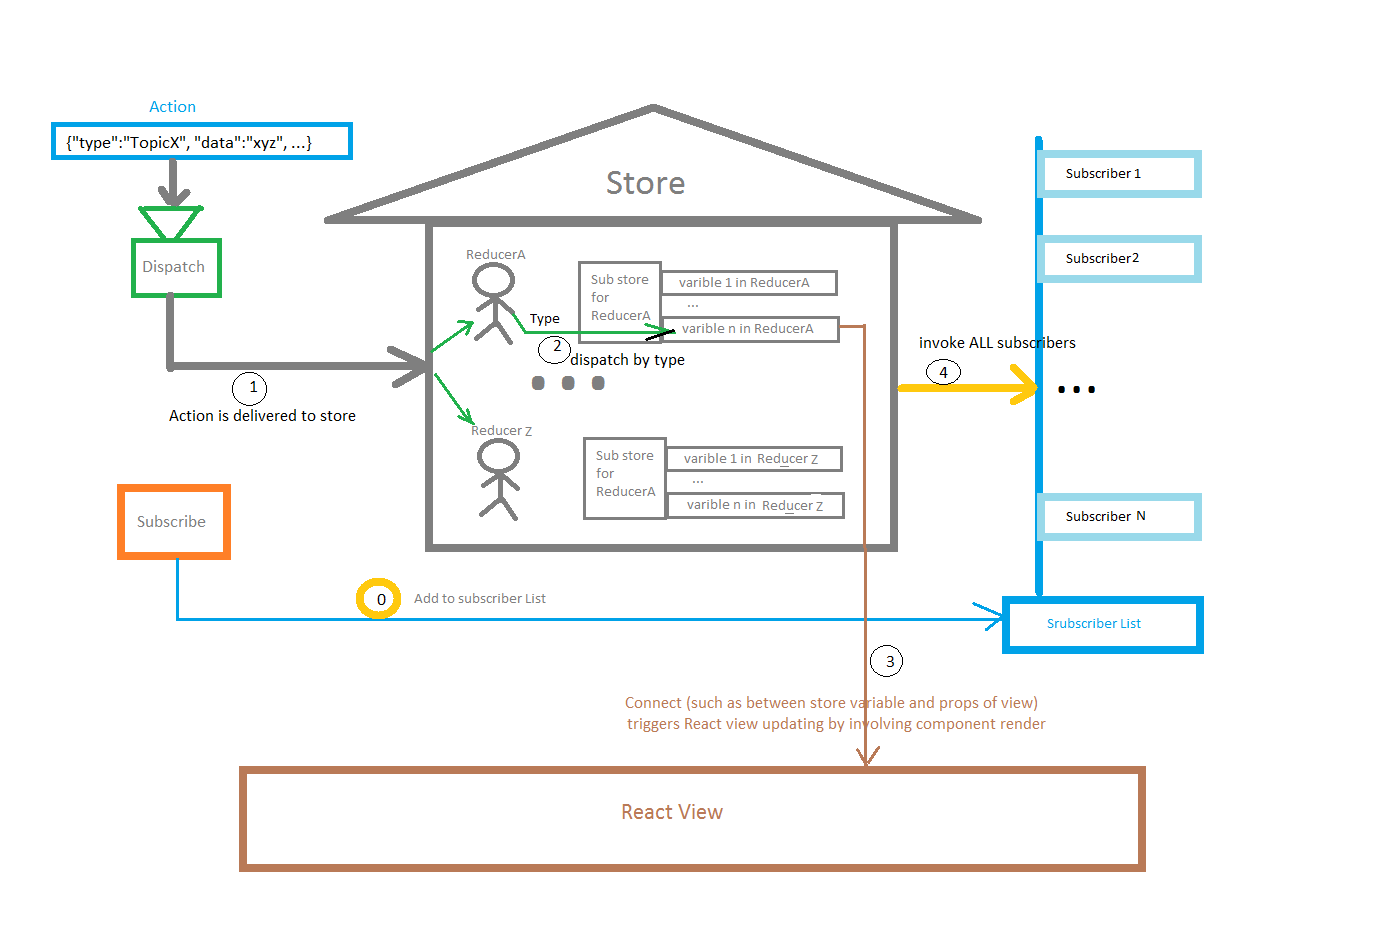 Action
{"type":"TopicX", "data":"xyz", ...}
Dispatch
1
Action is delivered to store
Store
ReducerA
Sub store
for
ReducerA
varible 1 in ReducerA
...
varible n in ReducerA
Type
2
dispatch by type
Reducer Z
Sub store
for
ReducerA
varible 1 in Reducer Z
...
varible n in Reducer Z
invoke ALL subscribers
4
Subscriber 1
Subscriber2
...
Subscriber N
Srubscriber List
Subscribe
0
Add to subscriber List
3
Connect (such as between store variable and props of view)
triggers React view updating by involving component render
React View